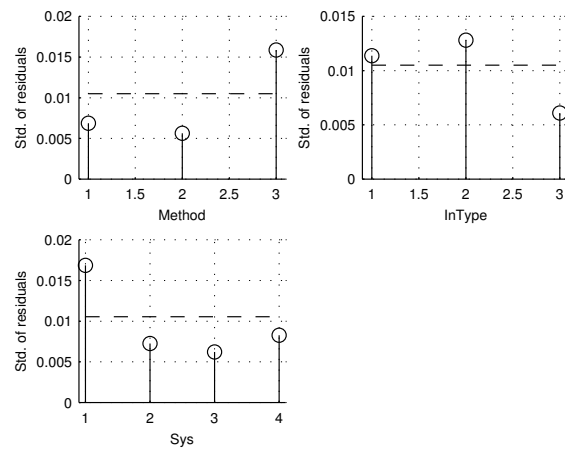 0.02
0.015
0.01
0.005
0
Std. of residuals
1 1.5 2 2.5 3
Method
0.015
0.01
0.005
0
Std. of residuals
1 1.5 2 2.5 3
InType
0.02
0.015
0.01
0.005
0
Std. of residuals
1 2 3 4
Sys